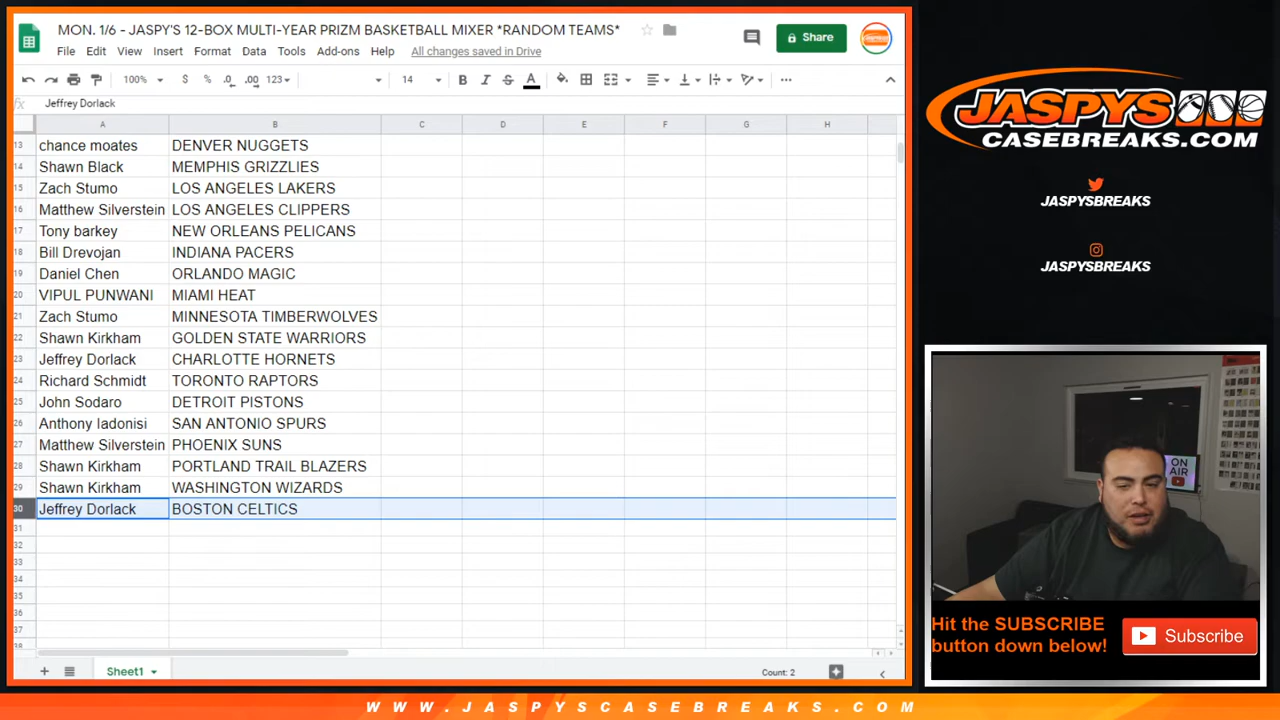 MON. 1/6 - JASPY'S 12-BOX MULTI-YEAR PRIZM BASKETBALL MIXER *RANDOM TEAMS*
Share
File Edit View Insert Format Data Tools Add-ons Help All changes saved in Drive
100% $ % .0 .00 123 14 B I S A
fx Jeffrey Dorlack
A B C D E F G H
13 chance moates DENVER NUGGETS
14 Shawn Black MEMPHIS GRIZZLIES
15 Zach Stumo LOS ANGELES LAKERS
16 Matthew Silverstein LOS ANGELES CLIPPERS
17 Tony barkey NEW ORLEANS PELICANS
18 Bill Drevojan INDIANA PACERS
19 Daniel Chen ORLANDO MAGIC
20 VIPUL PUNWANI MIAMI HEAT
21 Zach Stumo MINNESOTA TIMBERWOLVES
22 Shawn Kirkham GOLDEN STATE WARRIORS
23 Jeffrey Dorlack CHARLOTTE HORNETS
24 Richard Schmidt TORONTO RAPTORS
25 John Sodaro DETROIT PISTONS
26 Anthony Iadonisi SAN ANTONIO SPURS
27 Matthew Silverstein PHOENIX SUNS
28 Shawn Kirkham PORTLAND TRAIL BLAZERS
29 Shawn Kirkham WASHINGTON WIZARDS
30 Jeffrey Dorlack BOSTON CELTICS
31
32
33
34
35
36
37
38
Sheet1
Count: 2
JASPYS
CASEBREAKS.COM
JASPYSBREAKS
JASPYSBREAKS
ON
AIR
Hit the SUBSCRIBE
button down below!
Subscribe
WWW.JASPYSCASEBREAKS.COM